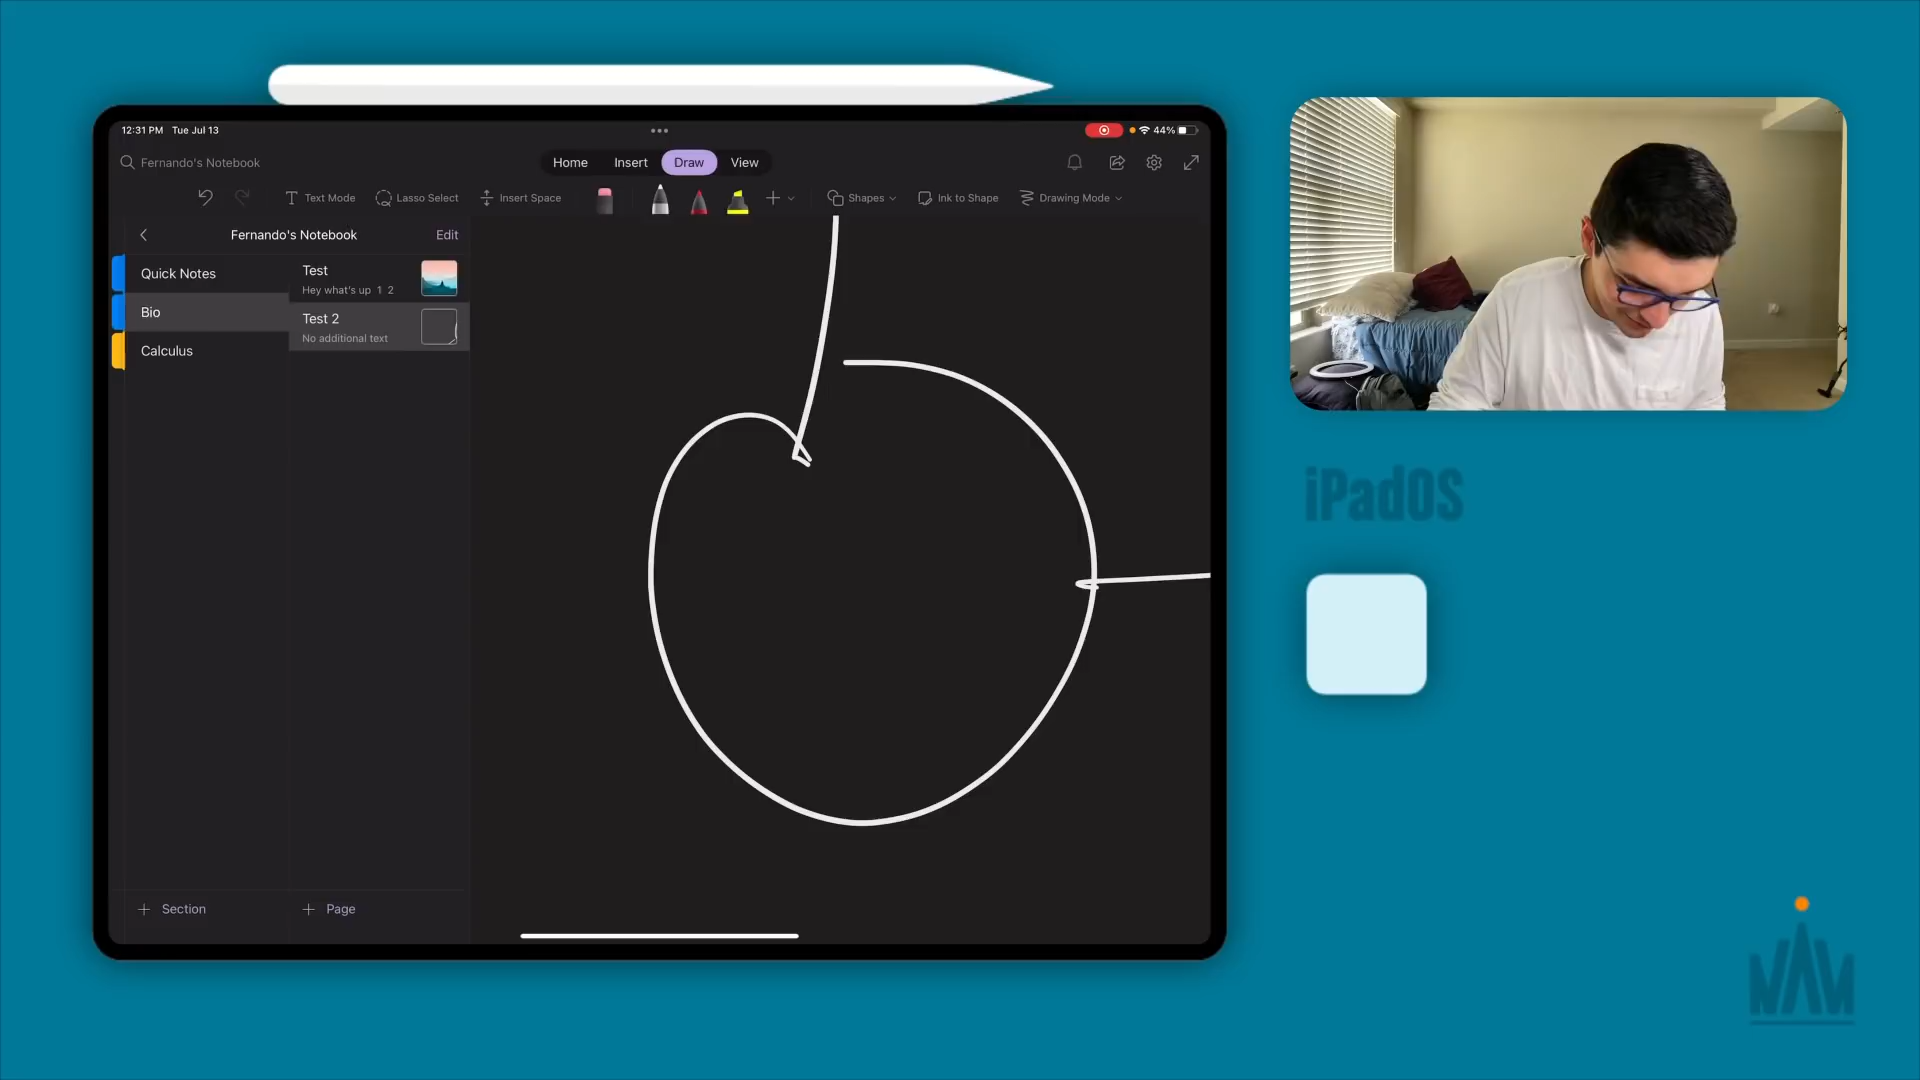 12:31 PM Tue Jul 13
44%
Fernando's Notebook
Home Insert Draw View
Text Mode Lasso Select Insert Space Shapes Ink to Shape Drawing Mode
Fernando's Notebook Edit
Quick Notes
Bio
Calculus
Test
Hey what's up 1 2
Test 2
No additional text
Section
Page
iPadOS